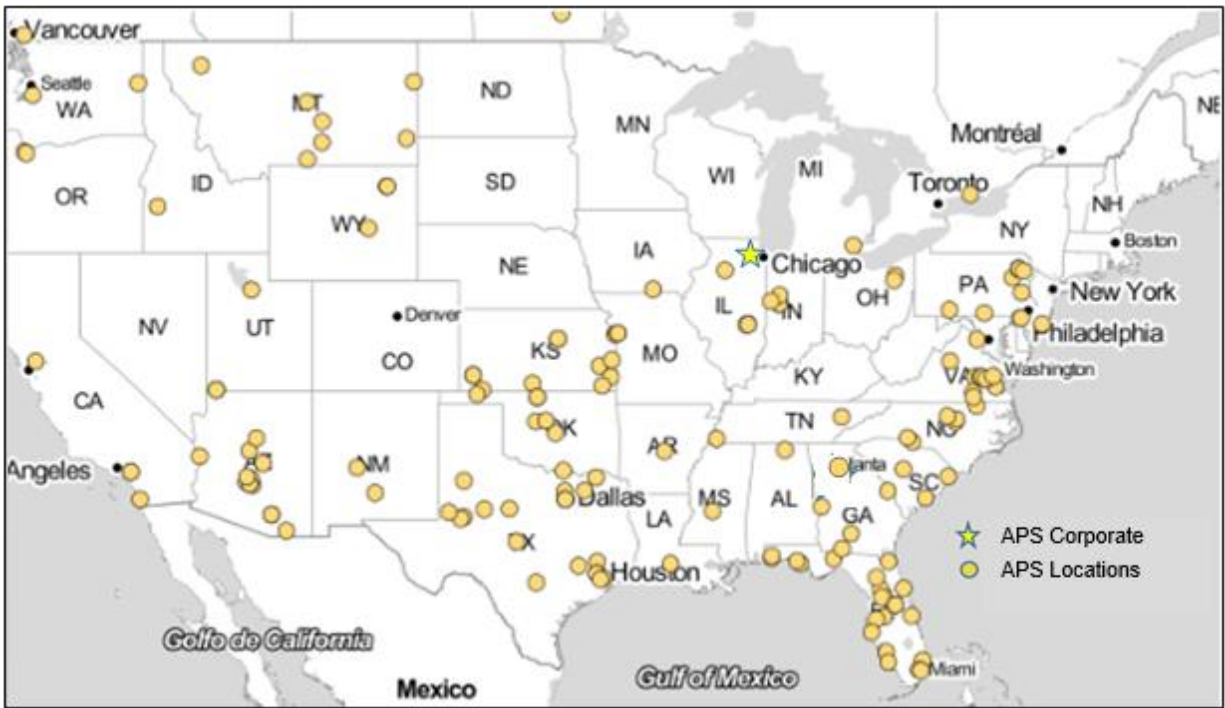 Vancouver
Seattle
WA
MT
ND
MN
Montréal
OR
ID
SD
WI
MI
Toronto
NH
WY
NY
Boston
IA
NE
Chicago
NV
UT
Denver
IL
IN
OH
PA
New York
CO
KS
MO
Philadelphia
Washington
CA
KY
VA
TN
NC
Angeles
NM
AR
SC
Dallas
MS
AL
GA
LA
APS Corporate
Houston
APS Locations
Golfo de California
Gulf of Mexico
Miami
Mexico